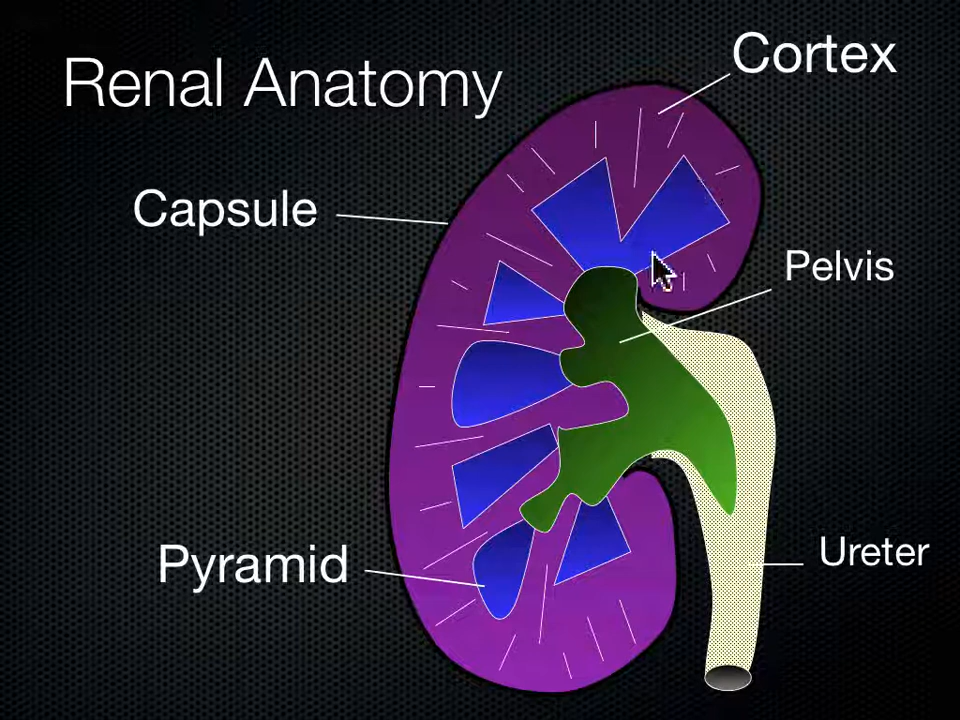 Renal Anatomy
Cortex
Capsule
Pelvis
Pyramid
Ureter